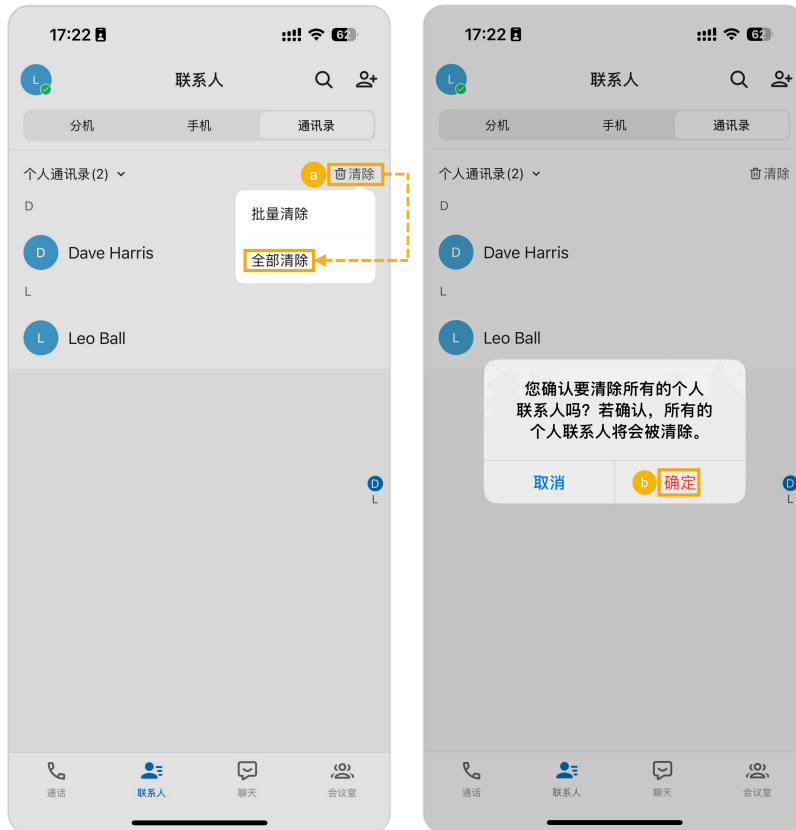 17:22
62
L
联系人
分机
手机
通讯录
个人通讯录(2)
a
清除
批量清除
全部清除
D
D
Dave Harris
L
L
Leo Ball
D
L
通话
联系人
聊天
会议室
17:22
62
L
联系人
分机
手机
通讯录
个人通讯录(2)
清除
D
D
Dave Harris
L
L
Leo Ball
您确认要清除所有的个人
联系人吗？若确认，所有的
个人联系人将会被清除。
取消
b
确定
D
L
通话
联系人
聊天
会议室